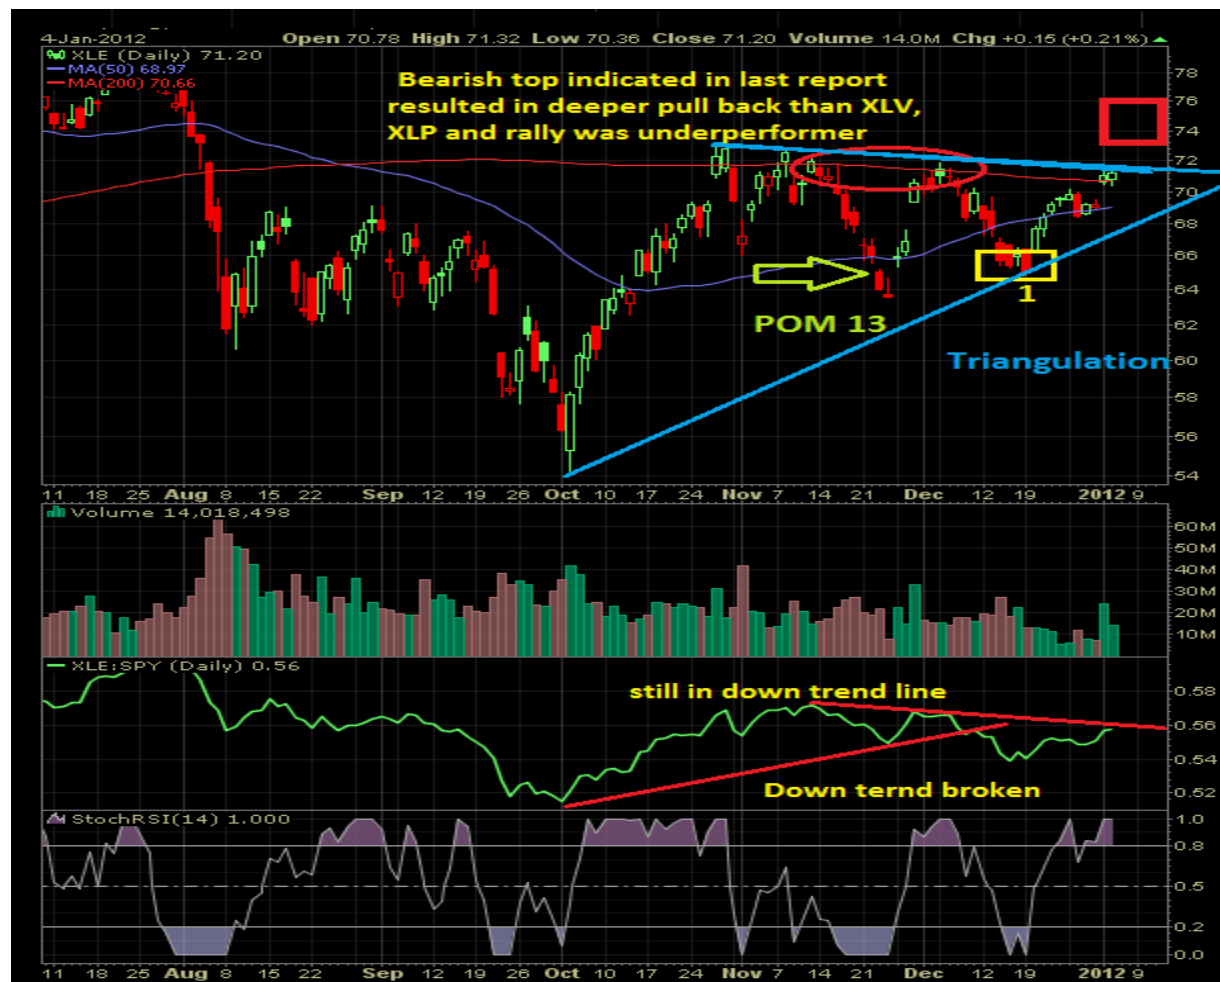 4-Jan-2012 Open 70.78 High 71.32 Low 70.36 Close 71.20 Volume 14.0M Chg +0.15 (+0.21%)
XLE (Daily) 71.20
MA(50) 68.97
MA(200) 70.66
Bearish top indicated in last report
resulted in deeper pull back than XLV,
XLP and rally was underperformer
78
76
74
72
70
68
66
64
62
60
58
56
54
1
POM 13
Triangulation
11 18 25 Aug 8 15 22 Sep 12 19 26 Oct 10 17 24 Nov 7 14 21 Dec 12 19 2012 9
Volume 14,018,498
60M
50M
40M
30M
20M
10M
XLE:SPY (Daily) 0.56
still in down trend line
0.58
0.56
0.54
0.52
Down ternd broken
StochRSI(14) 1.000
1.0
0.8
0.5
0.2
0.0
11 18 25 Aug 8 15 22 Sep 12 19 26 Oct 10 17 24 Nov 7 14 21 Dec 12 19 2012 9